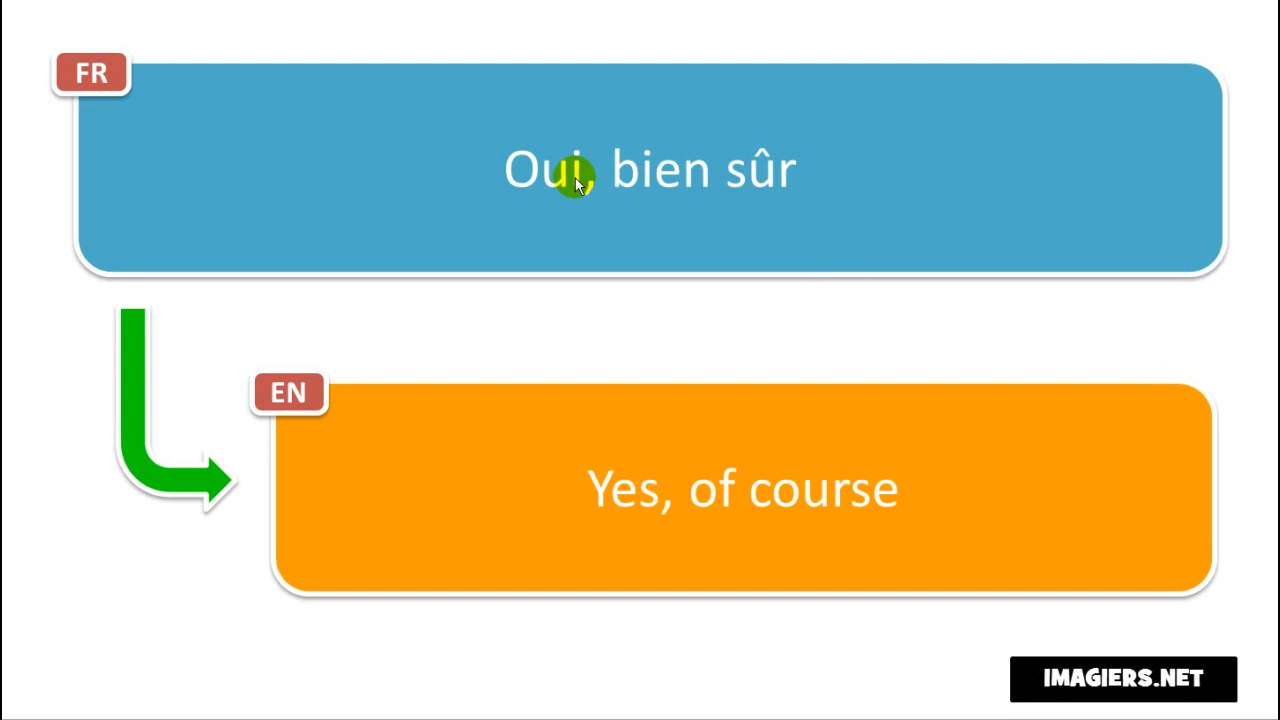 FR
Oui, bien sûr
EN
Yes, of course
IMAGIERS.NET